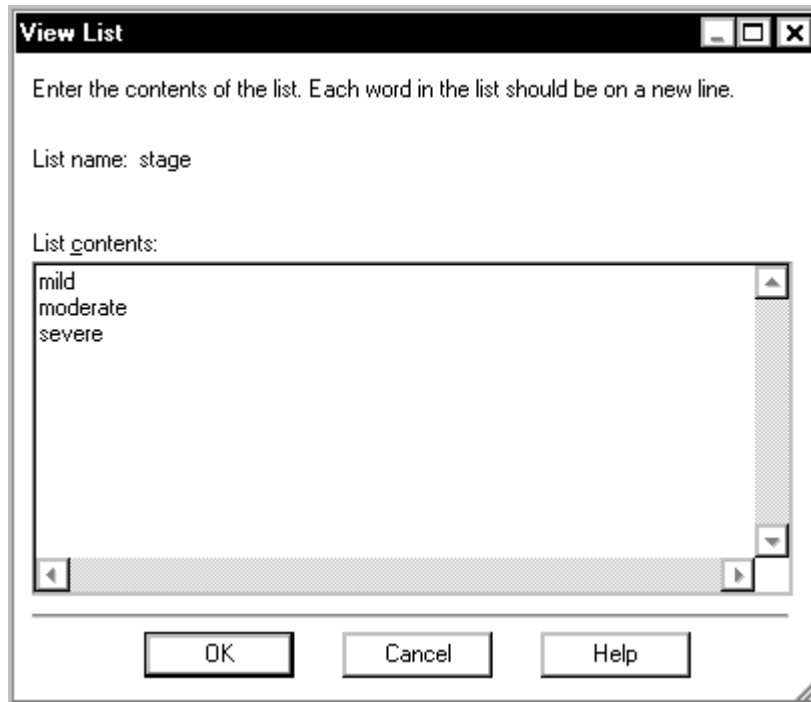 View List
Enter the contents of the list. Each word in the list should be on a new line.
List name: stage
List contents:
mild
moderate
severe
OK Cancel Help